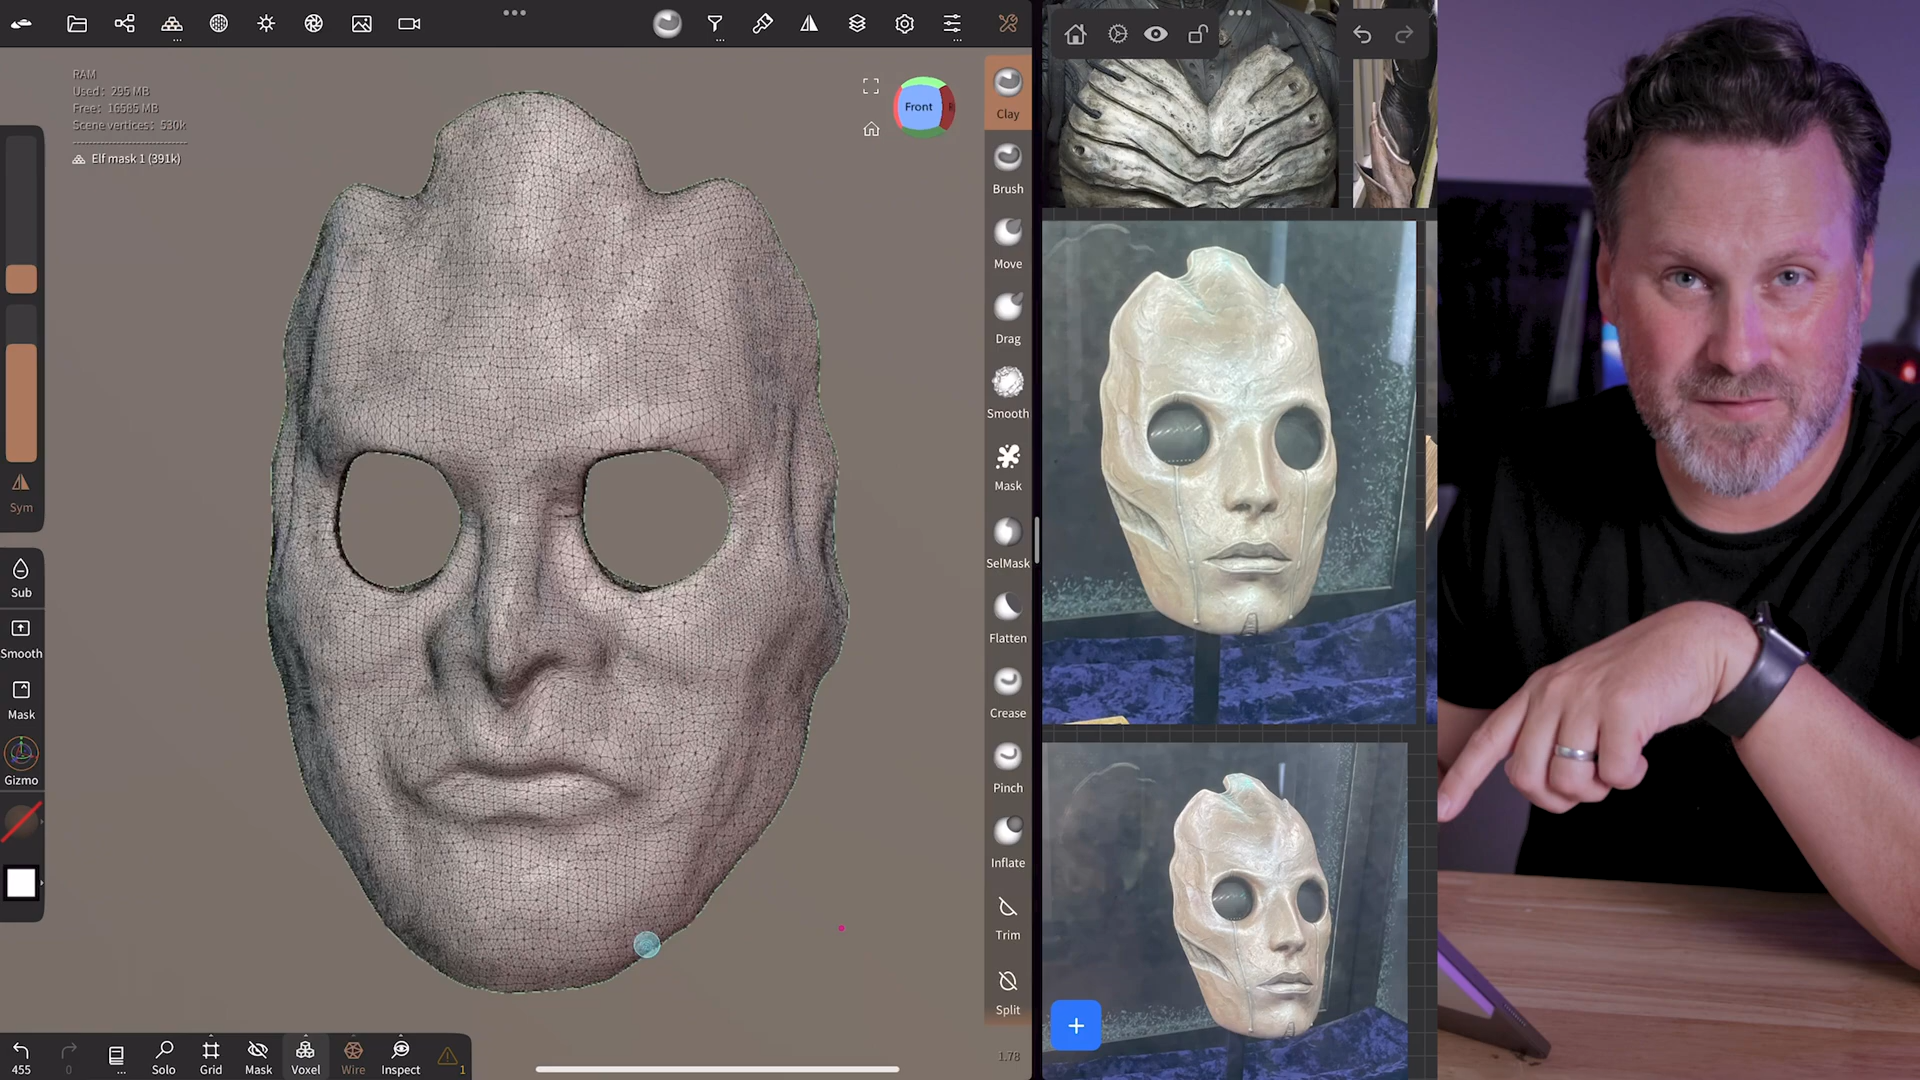 RAM
Used: 295 MB
Free: 16585 MB
Scene vertices: 530k
Elf mask 1 (391k)
Front
Clay
Brush
Move
Drag
Smooth
Mask
SelMask
Flatten
Crease
Pinch
Inflate
Trim
Split
1.78
Sym
Sub
Smooth
Mask
Gizmo
455
0
...
Solo
Grid
Mask
Voxel
Wire
Inspect
1